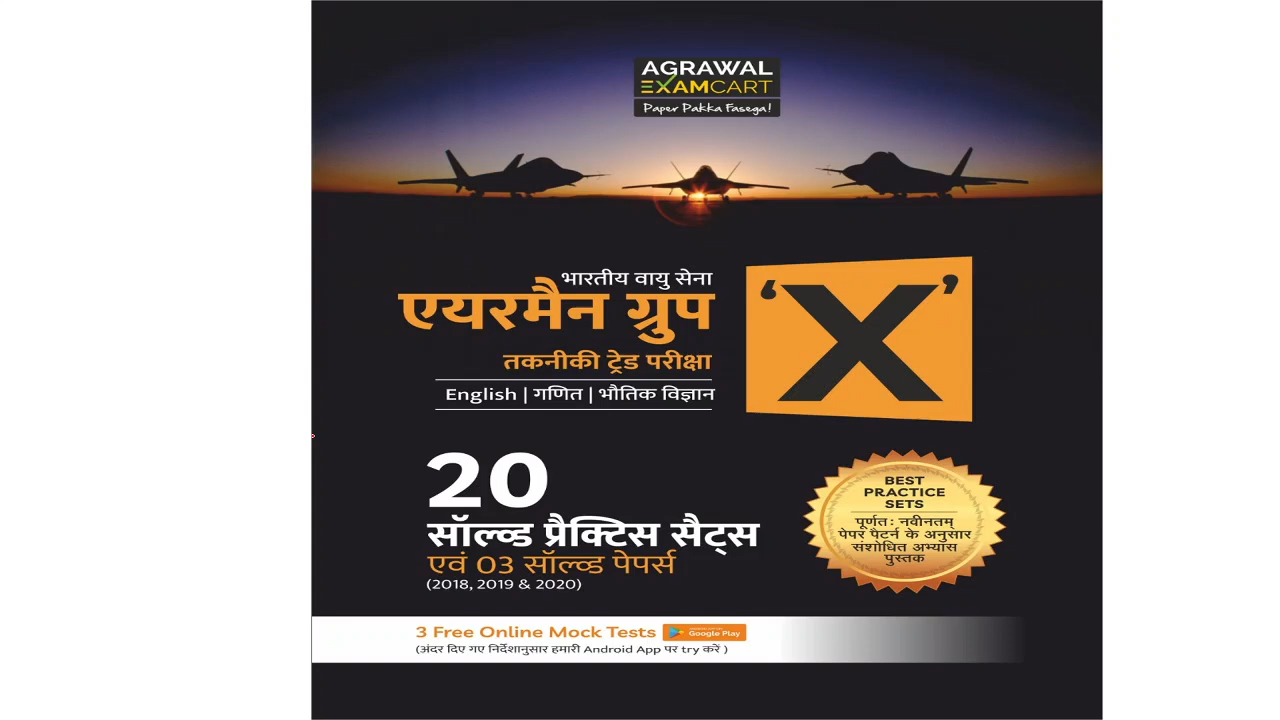 AGRAWAL
EXAMCART
Paper Pakka Fasega!
भारतीय वायु सेना
एयरमैन ग्रुप
'X'
तकनीकी ट्रेड परीक्षा
English | गणित | भौतिक विज्ञान
20
सॉल्व्ड प्रैक्टिस सैट्स
एवं 03 सॉल्व्ड पेपर्स
(2018, 2019 & 2020)
BEST
PRACTICE
SETS
पूर्णतः नवीनतम्
पेपर पैटर्न के अनुसार
संशोधित अभ्यास
पुस्तक
3 Free Online Mock Tests
Google Play
(अंदर दिए गए निर्देशानुसार हमारी Android App पर try करें )